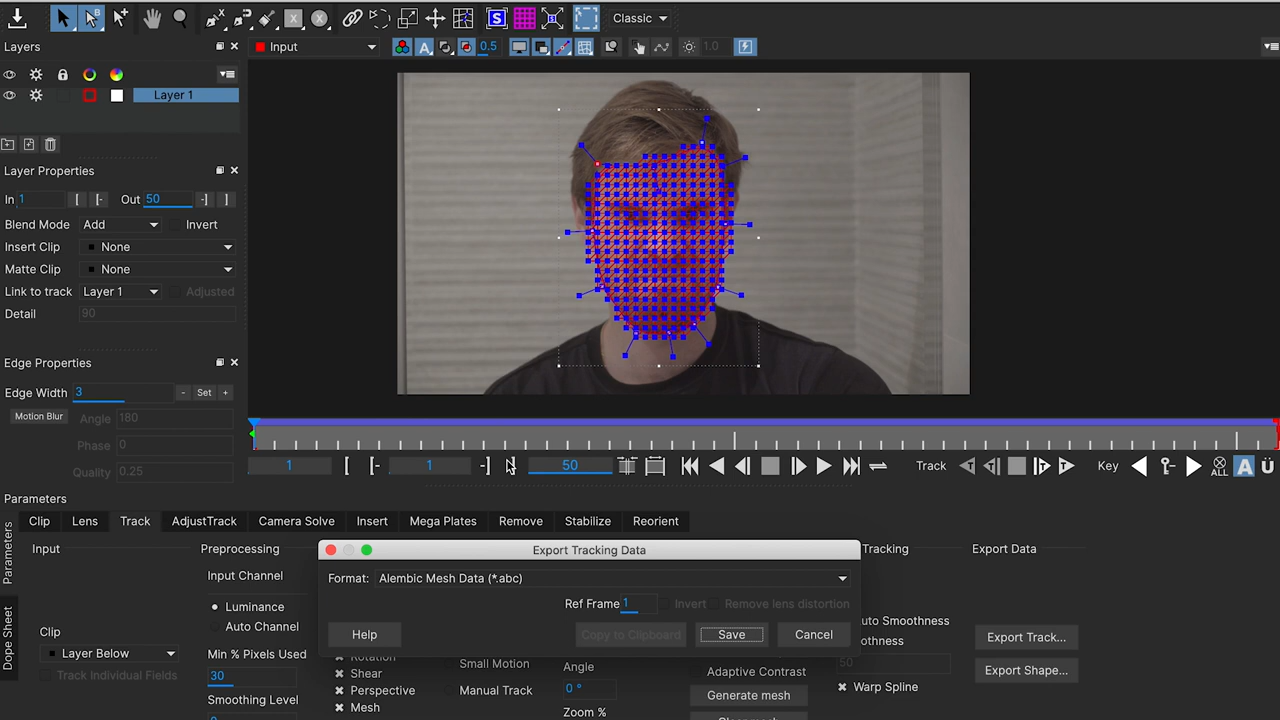 S
Classic
Layers
Input
A
0.5
1.0
Layer 1
Layer Properties
In 1 [ [- Out 50 -] ]
Blend Mode Add Invert
Insert Clip None
Matte Clip None
Link to track Layer 1 Adjusted
Detail 90
Edge Properties
Edge Width 3 - Set +
Motion Blur Angle 180
Phase 0
Quality 0.25
1 [ [- 1 -] ] 50 Track Key ALL A Ü
Parameters
Parameters
Dope Sheet
Clip Lens Track AdjustTrack Camera Solve Insert Mega Plates Remove Stabilize Reorient
Input Preprocessing Tracking Export Data
Input Channel
Luminance
Auto Channel
Clip
Layer Below
Track Individual Fields
Min % Pixels Used
30
Smoothing Level
Export Tracking Data
Format: Alembic Mesh Data (*.abc)
Ref Frame 1 Invert Remove lens distortion
Help Copy to Clipboard Save Cancel
Rotation
Shear
Perspective
Mesh
Small Motion
Manual Track
Angle
0 °
Zoom %
Adaptive Contrast
Generate mesh
uto Smoothness
oothness
50
Warp Spline
Export Track...
Export Shape...